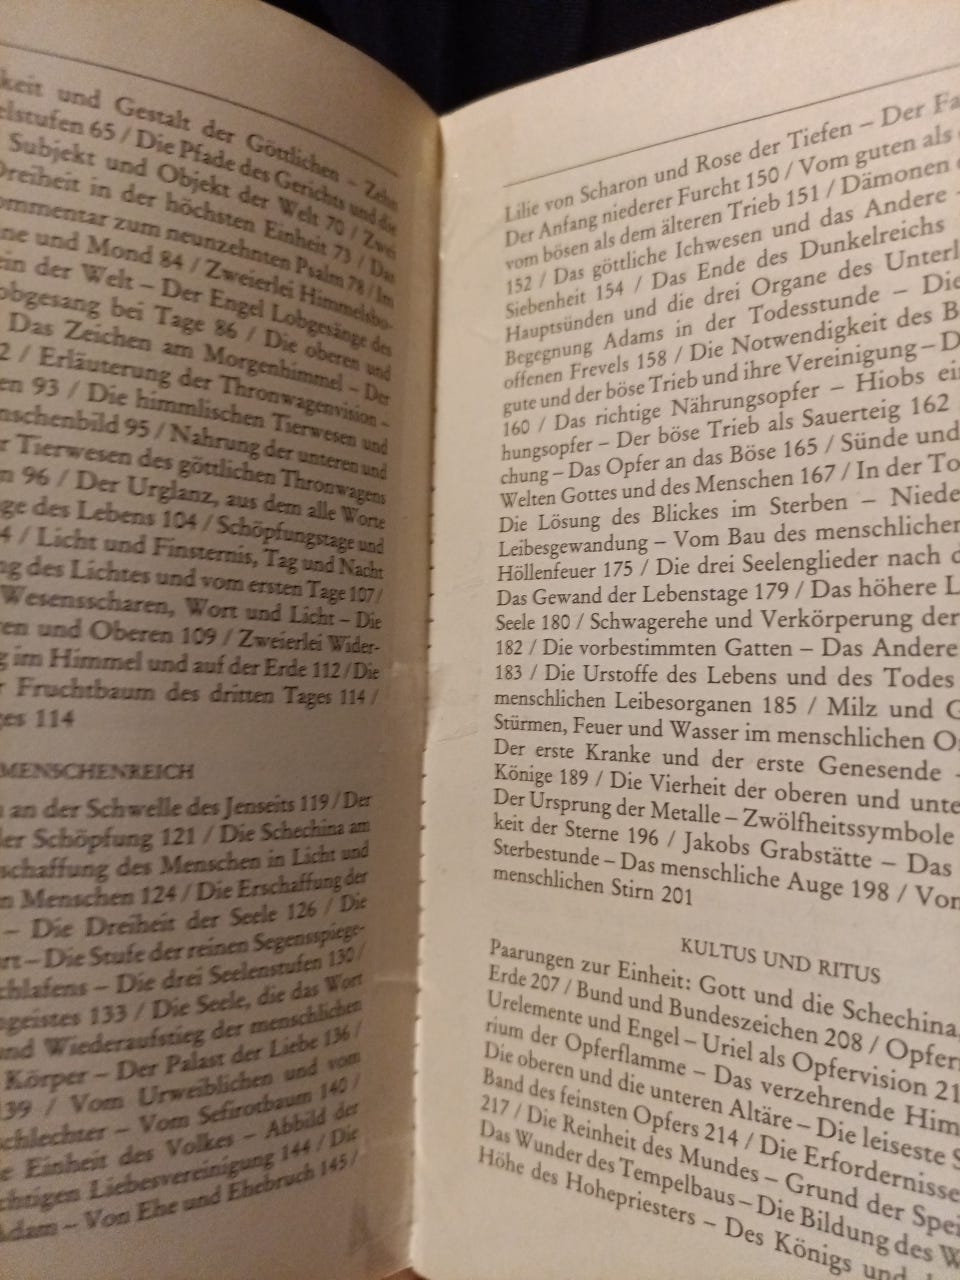 keit und Gestalt der Göttlichen – Zehn
elstufen 65 / Die Pfade des Gerichts und die
Subjekt und Objekt der Welt 70 / Zwei
Dreiheit in der höchsten Einheit 73 / Das
ommentar zum neunzehnten Psalm 78 / Im
ne und Mond 84 / Zweierlei Himmelsbo-
ein der Welt – Der Engel Lobgesänge des
obgesang bei Tage 86 / Die oberen und
Das Zeichen am Morgenhimmel – Der
2 / Erläuterung der Thronwagenvision –
en 93 / Die himmlischen Tierwesen und
nschenbild 95 / Nahrung der unteren und
r Tierwesen des göttlichen Thronwagens
n 96 / Der Urglanz, aus dem alle Worte
ge des Lebens 104 / Schöpfungstage und
4 / Licht und Finsternis, Tag und Nacht
ng des Lichtes und vom ersten Tage 107 /
Wesensscharen, Wort und Licht – Die
en und Oberen 109 / Zweierlei Wider-
g im Himmel und auf der Erde 112 / Die
r Fruchtbaum des dritten Tages 114 /
es 114
MENSCHENREICH
n an der Schwelle des Jenseits 119 / Der
der Schöpfung 121 / Die Schechina am
schaffung des Menschen in Licht und
n Menschen 124 / Die Erschaffung der
– Die Dreiheit der Seele 126 / Die
rt – Die Stufe der reinen Segensspiege-
chlafens – Die drei Seelenstufen 130 /
geistes 133 / Die Seele, die das Wort
und Wiederaufstieg der menschlichen
Körper – Der Palast der Liebe 136 /
139 / Vom Urweiblichen und vom
schlechter – Vom Sefirotbaum 140 /
e Einheit des Volkes – Abbild der
chtigen Liebesvereinigung 144 / Die
Adam – Von Ehe und Ehebruch 145 /
Lilie von Scharon und Rose der Tiefen – Der Fa
Der Anfang niederer Furcht 150 / Vom guten als
vom bösen als dem älteren Trieb 151 / Dämonen
152 / Das göttliche Ichwesen und das Andere –
Siebenheit 154 / Das Ende des Dunkelreichs
Hauptsünden und die drei Organe des Unterl
Begegnung Adams in der Todesstunde – Die
offenen Frevels 158 / Die Notwendigkeit des B
gute und der böse Trieb und ihre Vereinigung – D
160 / Das richtige Nährungsopfer – Hiobs ei
hungsopfer – Der böse Trieb als Sauerteig 162
chung – Das Opfer an das Böse 165 / Sünde und
Welten Gottes und des Menschen 167 / In der To
Die Lösung des Blickes im Sterben – Niede
Leibesgewandung – Vom Bau des menschlicher
Höllenfeuer 175 / Die drei Seelenglieder nach d
Das Gewand der Lebenstage 179 / Das höhere L
Seele 180 / Schwagerehe und Verkörperung der
182 / Die vorbestimmten Gatten – Das Andere
183 / Die Urstoffe des Lebens und des Todes
menschlichen Leibesorganen 185 / Milz und G
Stürmen, Feuer und Wasser im menschlichen O
Der erste Kranke und der erste Genesende –
Könige 189 / Die Vierheit der oberen und unte
Der Ursprung der Metalle – Zwölfheitssymbole
keit der Sterne 196 / Jakobs Grabstätte – Das
Sterbestunde – Das menschliche Auge 198 / Von
menschlichen Stirn 201
KULTUS UND RITUS
Paarungen zur Einheit: Gott und die Schechina,
Erde 207 / Bund und Bundeszeichen 208 / Opfern
Urelemente und Engel – Uriel als Opfervision 21
rium der Opferflamme – Das verzehrende Him
Die oberen und die unteren Altäre – Die leiseste S
Band des feinsten Opfers 214 / Die Erfordernisse
217 / Die Reinheit des Mundes – Grund der Spei
Das Wunder des Tempelbaus – Die Bildung des W
Höhe des Hohepriesters – Des Königs und